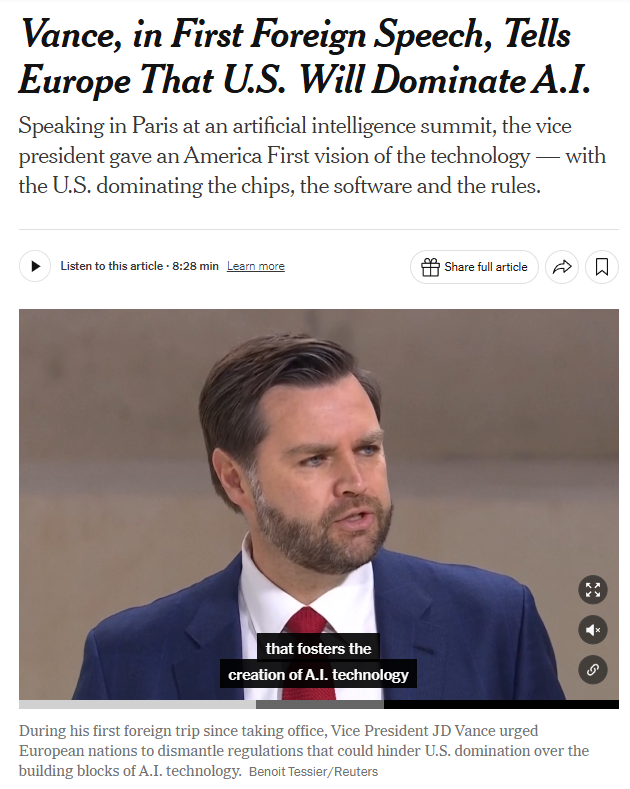 Vance, in First Foreign Speech, Tells
Europe That U.S. Will Dominate A.I.
Speaking in Paris at an artificial intelligence summit, the vice
president gave an America First vision of the technology — with
the U.S. dominating the chips, the software and the rules.
Listen to this article · 8:28 min Learn more
Share full article
that fosters the
creation of A.I. technology
During his first foreign trip since taking office, Vice President JD Vance urged
European nations to dismantle regulations that could hinder U.S. domination over the
building blocks of A.I. technology. Benoit Tessier/Reuters